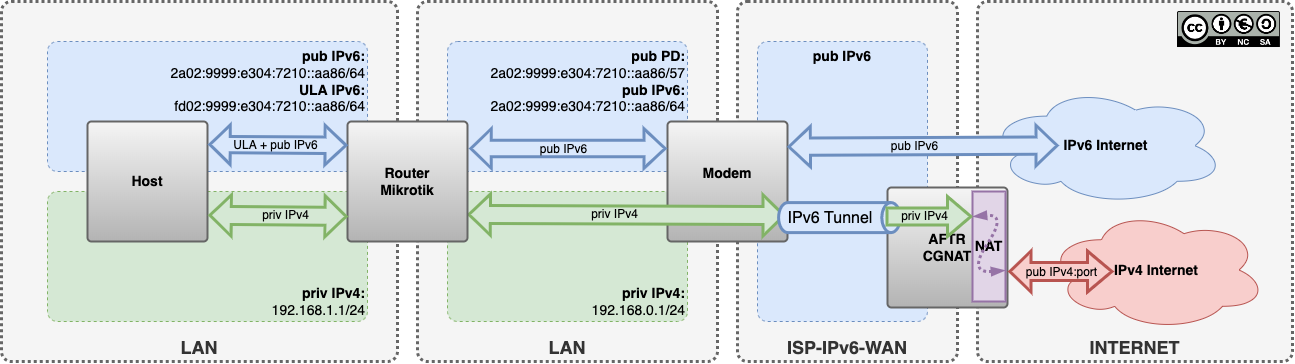 pub IPv6:
2a02:9999:e304:7210::aa86/64
ULA IPv6:
fd02:9999:e304:7210::aa86/64
pub PD:
2a02:9999:e304:7210::aa86/57
pub IPv6:
2a02:9999:e304:7210::aa86/64
pub IPv6
cc
BY NC SA
Host
ULA + pub IPv6
Router
Mikrotik
pub IPv6
Modem
pub IPv6
IPv6 Internet
priv IPv4
priv IPv4
IPv6 Tunnel
priv IPv4
AFTR
CGNAT
NAT
pub IPv4:port
IPv4 Internet
priv IPv4:
192.168.1.1/24
priv IPv4:
192.168.0.1/24
LAN
LAN
ISP-IPv6-WAN
INTERNET